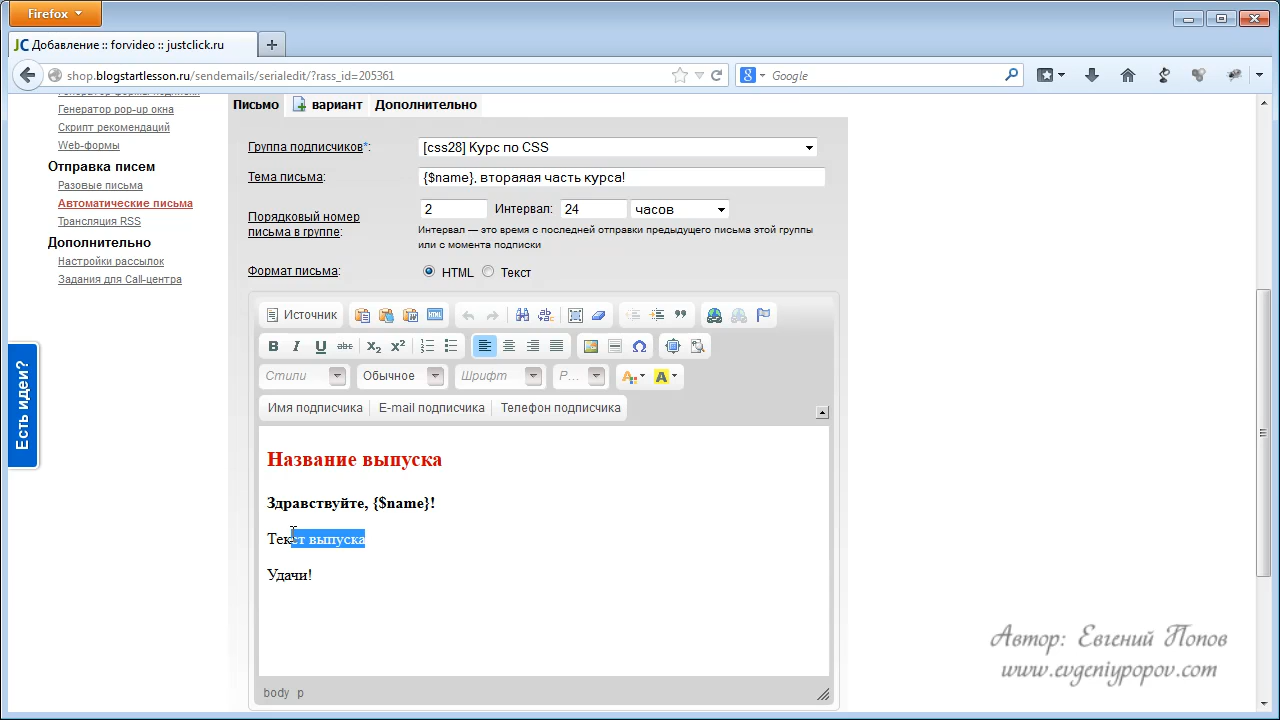 Firefox
JC Добавление :: forvideo :: justclick.ru
shop.blogstartlesson.ru/sendemails/serialedit/?rass_id=205361
Google
Генератор pop-up окна
Скрипт рекомендаций
Web-формы
Отправка писем
Разовые письма
Автоматические письма
Трансляция RSS
Дополнительно
Настройки рассылок
Задания для Call-центра
Есть идеи?
Письмо вариант Дополнительно
Группа подписчиков*: [css28] Курс по CSS
Тема письма: {$name}, втораяая часть курса!
Порядковый номер письма в группе: 2 Интервал: 24 часов
Интервал — это время с последней отправки предыдущего письма этой группы
или с момента подписки
Формат письма: HTML Текст
Источник
Стили Обычное Шрифт Р...
Имя подписчика E-mail подписчика Телефон подписчика
Название выпуска
Здравствуйте, {$name}!
Текст выпуска
Удачи!
body p
Автор: Евгений Попов
www.evgeniypopov.com